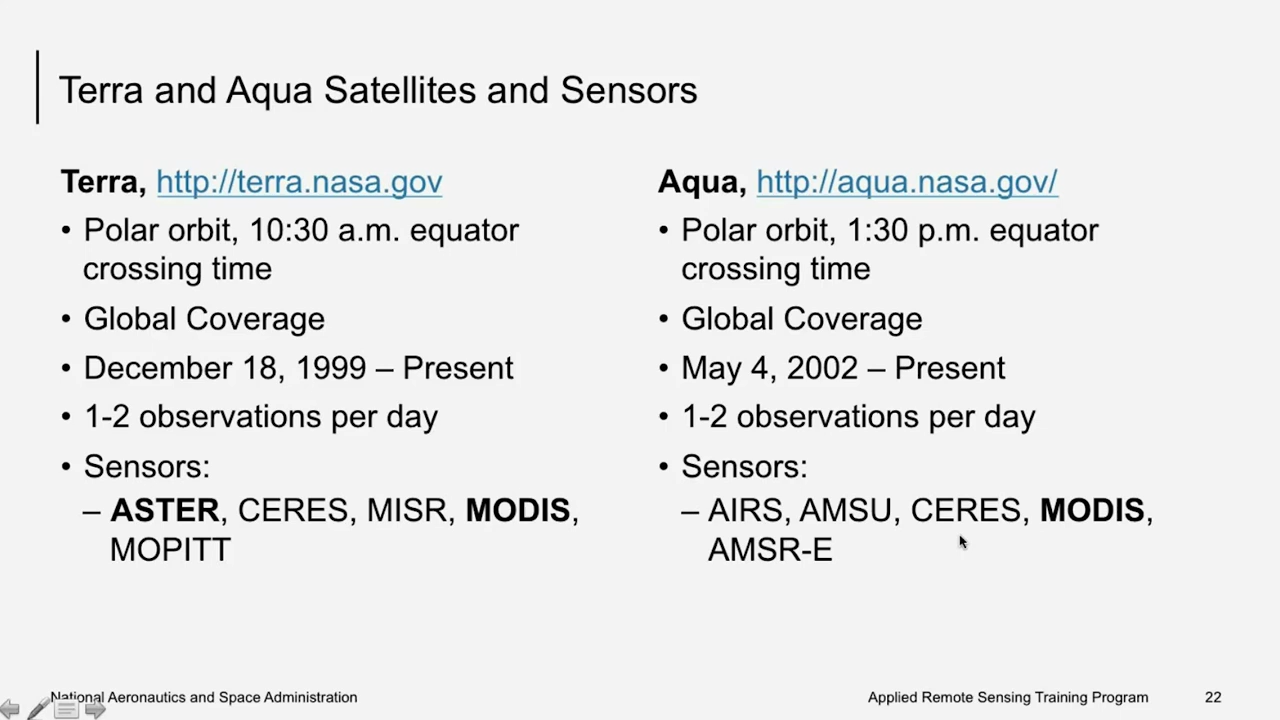 Terra and Aqua Satellites and Sensors
Terra, http://terra.nasa.gov
• Polar orbit, 10:30 a.m. equator
crossing time
• Global Coverage
• December 18, 1999 – Present
• 1-2 observations per day
• Sensors:
– ASTER, CERES, MISR, MODIS,
MOPITT
Aqua, http://aqua.nasa.gov/
• Polar orbit, 1:30 p.m. equator
crossing time
• Global Coverage
• May 4, 2002 – Present
• 1-2 observations per day
• Sensors:
– AIRS, AMSU, CERES, MODIS,
AMSR-E
National Aeronautics and Space Administration
Applied Remote Sensing Training Program 22